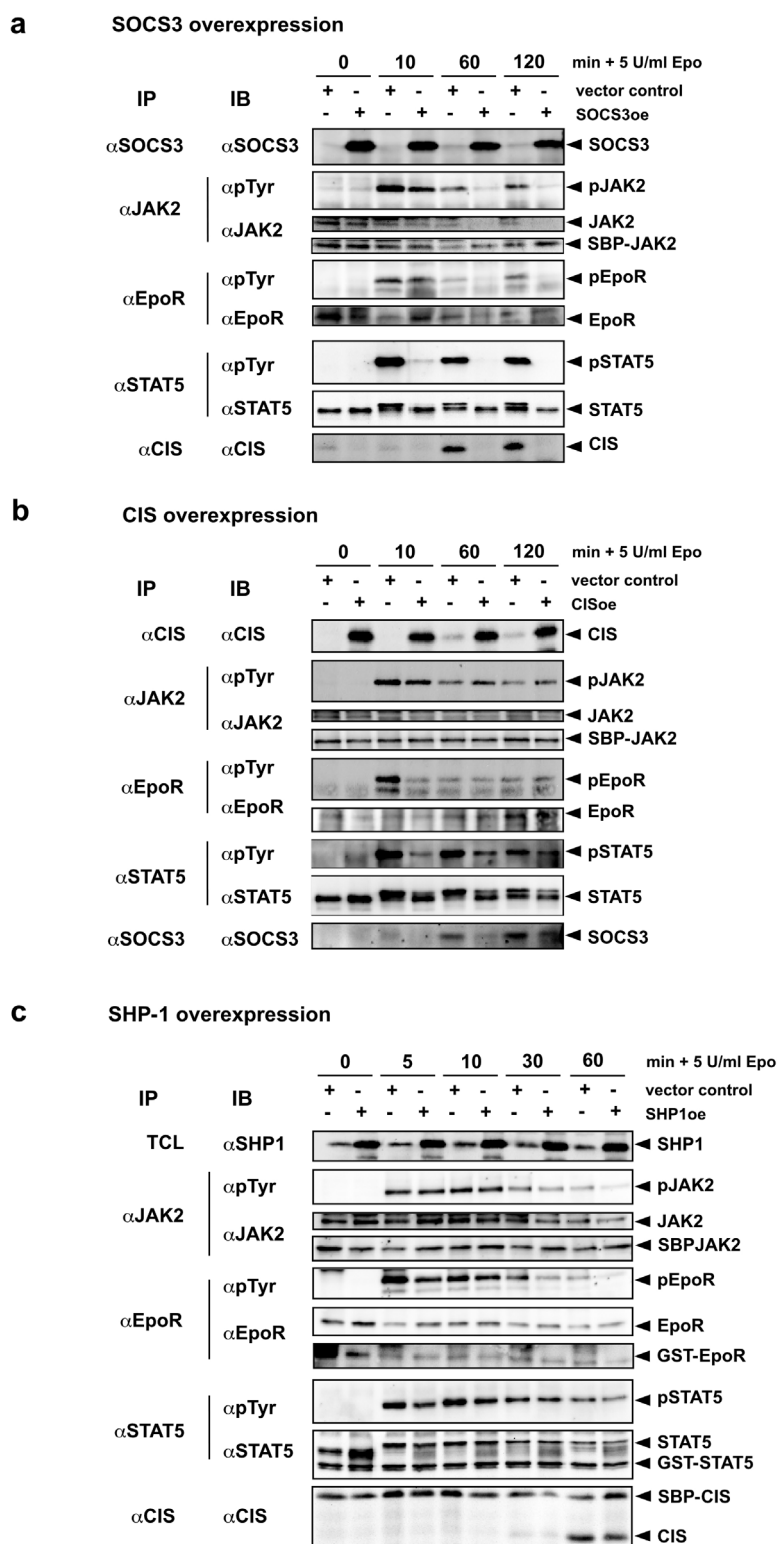 a SOCS3 overexpression
0 10 60 120 min + 5 U/ml Epo
+ - + - + - + - vector control
IP IB - + - + - + - + SOCS3oe
αSOCS3 αSOCS3 SOCS3
αJAK2 αpTyr pJAK2
αJAK2 JAK2
SBP-JAK2
αEpoR αpTyr pEpoR
αEpoR EpoR
αSTAT5 αpTyr pSTAT5
αSTAT5 STAT5
αCIS αCIS CIS
b CIS overexpression
0 10 60 120 min + 5 U/ml Epo
+ - + - + - + - vector control
IP IB - + - + - + - + CISoe
αCIS αCIS CIS
αJAK2 αpTyr pJAK2
αJAK2 JAK2
SBP-JAK2
αEpoR αpTyr pEpoR
αEpoR EpoR
αSTAT5 αpTyr pSTAT5
αSTAT5 STAT5
αSOCS3 αSOCS3 SOCS3
c SHP-1 overexpression
0 5 10 30 60 min + 5 U/ml Epo
+ - + - + - + - + - vector control
IP IB - + - + - + - + - + SHP1oe
TCL αSHP1 SHP1
αJAK2 αpTyr pJAK2
αJAK2 JAK2
SBPJAK2
αEpoR αpTyr pEpoR
αEpoR EpoR
GST-EpoR
αSTAT5 αpTyr pSTAT5
αSTAT5 STAT5
GST-STAT5
αCIS αCIS SBP-CIS
CIS